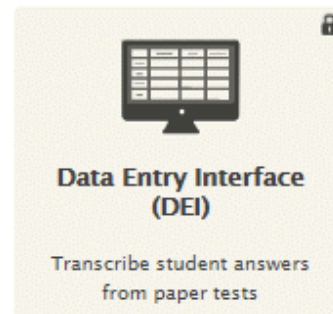 Data Entry Interface
(DEI)
Transcribe student answers
from paper tests